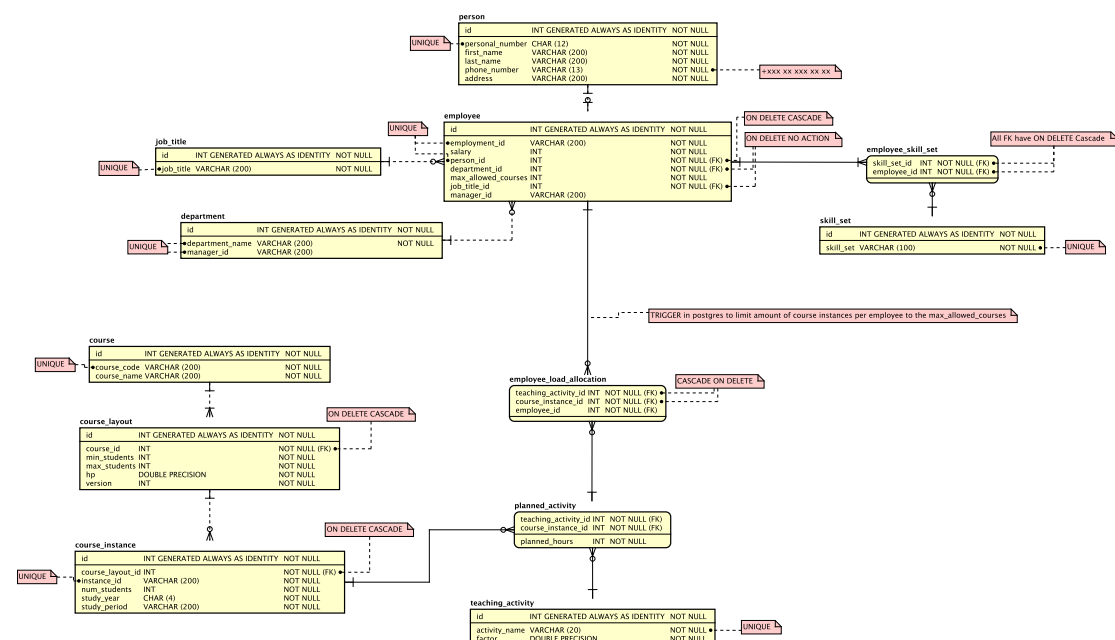 person
id INT GENERATED ALWAYS AS IDENTITY NOT NULL
UNIQUE
personal_number CHAR (12) NOT NULL
first_name VARCHAR (200) NOT NULL
last_name VARCHAR (200) NOT NULL
phone_number VARCHAR (13) NOT NULL
+xxx xx xxx xx xx
address VARCHAR (200) NOT NULL
employee
id INT GENERATED ALWAYS AS IDENTITY NOT NULL
UNIQUE
employment_id VARCHAR (200) NOT NULL
salary INT NOT NULL
person_id INT NOT NULL (FK)
department_id INT NOT NULL (FK)
max_allowed_courses INT NOT NULL
job_title_id INT NOT NULL (FK)
manager_id VARCHAR (200)
ON DELETE CASCADE
ON DELETE NO ACTION
All FK have ON DELETE Cascade
job_title
id INT GENERATED ALWAYS AS IDENTITY NOT NULL
UNIQUE
job_title VARCHAR (200) NOT NULL
employee_skill_set
skill_set_id INT NOT NULL (FK)
employee_id INT NOT NULL (FK)
department
id INT GENERATED ALWAYS AS IDENTITY NOT NULL
UNIQUE
department_name VARCHAR (200) NOT NULL
manager_id VARCHAR (200)
skill_set
id INT GENERATED ALWAYS AS IDENTITY NOT NULL
skill_set VARCHAR (100) NOT NULL
UNIQUE
TRIGGER in postgres to limit amount of course instances per employee to the max_allowed_courses
course
id INT GENERATED ALWAYS AS IDENTITY NOT NULL
UNIQUE
course_code VARCHAR (200) NOT NULL
course_name VARCHAR (200) NOT NULL
employee_load_allocation
teaching_activity_id INT NOT NULL (FK)
course_instance_id INT NOT NULL (FK)
employee_id INT NOT NULL (FK)
CASCADE ON DELETE
course_layout
id INT GENERATED ALWAYS AS IDENTITY NOT NULL
course_id INT NOT NULL (FK)
min_students INT NOT NULL
max_students INT NOT NULL
hp DOUBLE PRECISION NOT NULL
version INT NOT NULL
ON DELETE CASCADE
planned_activity
teaching_activity_id INT NOT NULL (FK)
course_instance_id INT NOT NULL (FK)
planned_hours INT NOT NULL
ON DELETE CASCADE
course_instance
id INT GENERATED ALWAYS AS IDENTITY NOT NULL
course_layout_id INT NOT NULL (FK)
UNIQUE
instance_id VARCHAR (200) NOT NULL
num_students INT NOT NULL
study_year CHAR (4) NOT NULL
study_period VARCHAR (200) NOT NULL
teaching_activity
id INT GENERATED ALWAYS AS IDENTITY NOT NULL
activity_name VARCHAR (20) NOT NULL
UNIQUE
factor DOUBLE PRECISION NOT NULL